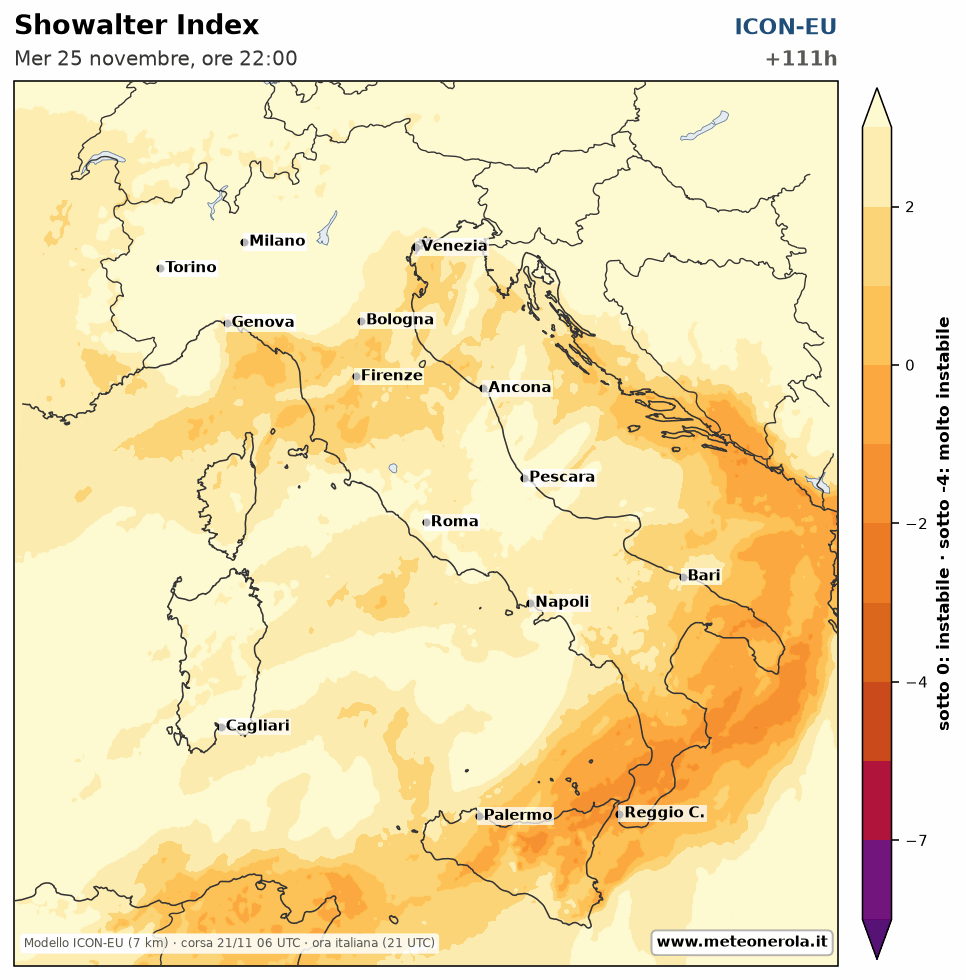 Showalter Index
ICON-EU
Mer 25 novembre, ore 22:00
+111h
Milano
Venezia
Torino
Genova
Bologna
Firenze
Ancona
Pescara
Roma
Bari
Napoli
Cagliari
Palermo
Reggio C.
2
0
−2
−4
−7
sotto 0: instabile · sotto -4: molto instabile
Modello ICON-EU (7 km) · corsa 21/11 06 UTC · ora italiana (21 UTC)
www.meteonerola.it